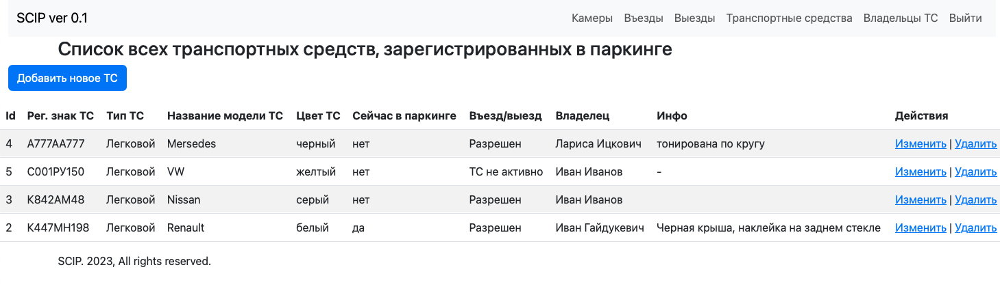 SCIP ver 0.1 Камеры Въезды Выезды Транспортные средства Владельцы ТС Выйти
Список всех транспортных средств, зарегистрированных в паркинге
Добавить новое ТС
Id Рег. знак ТС Тип ТС Название модели ТС Цвет ТС Сейчас в паркинге Въезд/выезд Владелец Инфо Действия
4 А777АА777 Легковой Mersedes черный нет Разрешен Лариса Ицкович тонирована по кругу Изменить | Удалить
5 С001РУ150 Легковой VW желтый нет ТС не активно Иван Иванов - Изменить | Удалить
3 К842АМ48 Легковой Nissan серый нет Разрешен Иван Иванов Изменить | Удалить
2 К447МН198 Легковой Renault белый да Разрешен Иван Гайдукевич Черная крыша, наклейка на заднем стекле Изменить | Удалить
SCIP. 2023, All rights reserved.